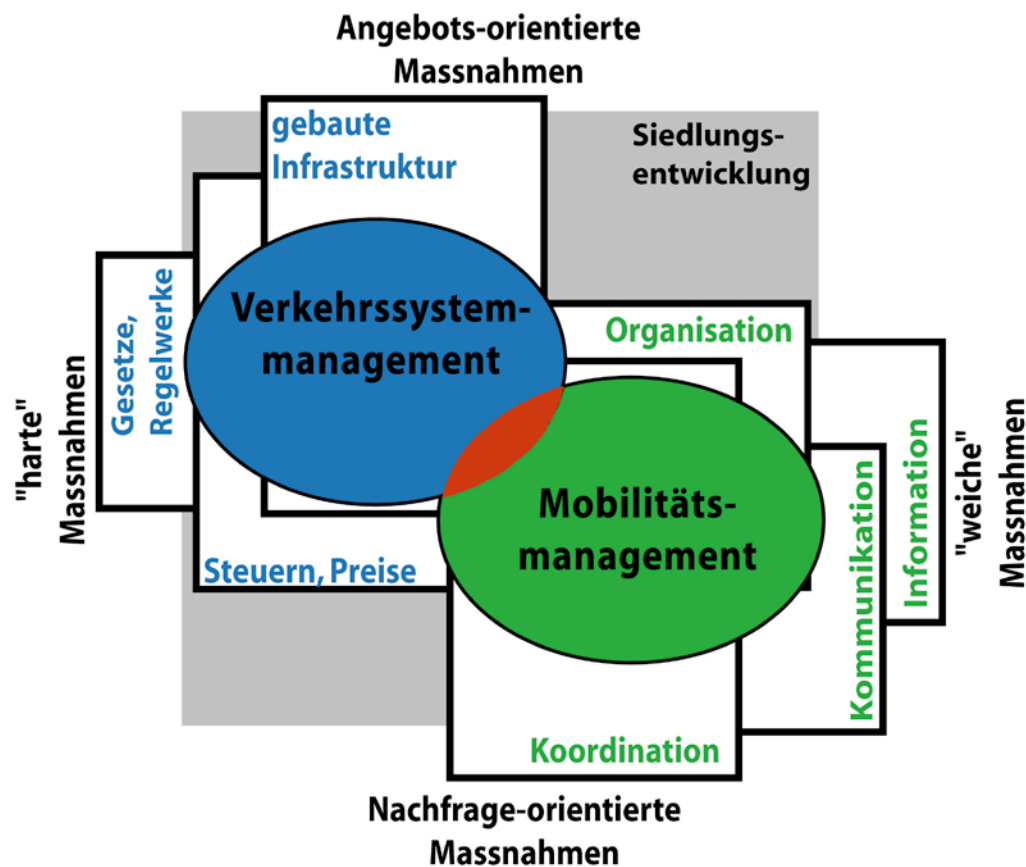 Angebots-orientierte
Massnahmen
gebaute
Infrastruktur
Siedlungs-
entwicklung
Verkehrssystem-
management
Gesetze,
Regelwerke
"harte"
Massnahmen
Organisation
Mobilitäts-
management
Information
Kommunikation
"weiche"
Massnahmen
Steuern, Preise
Koordination
Nachfrage-orientierte
Massnahmen